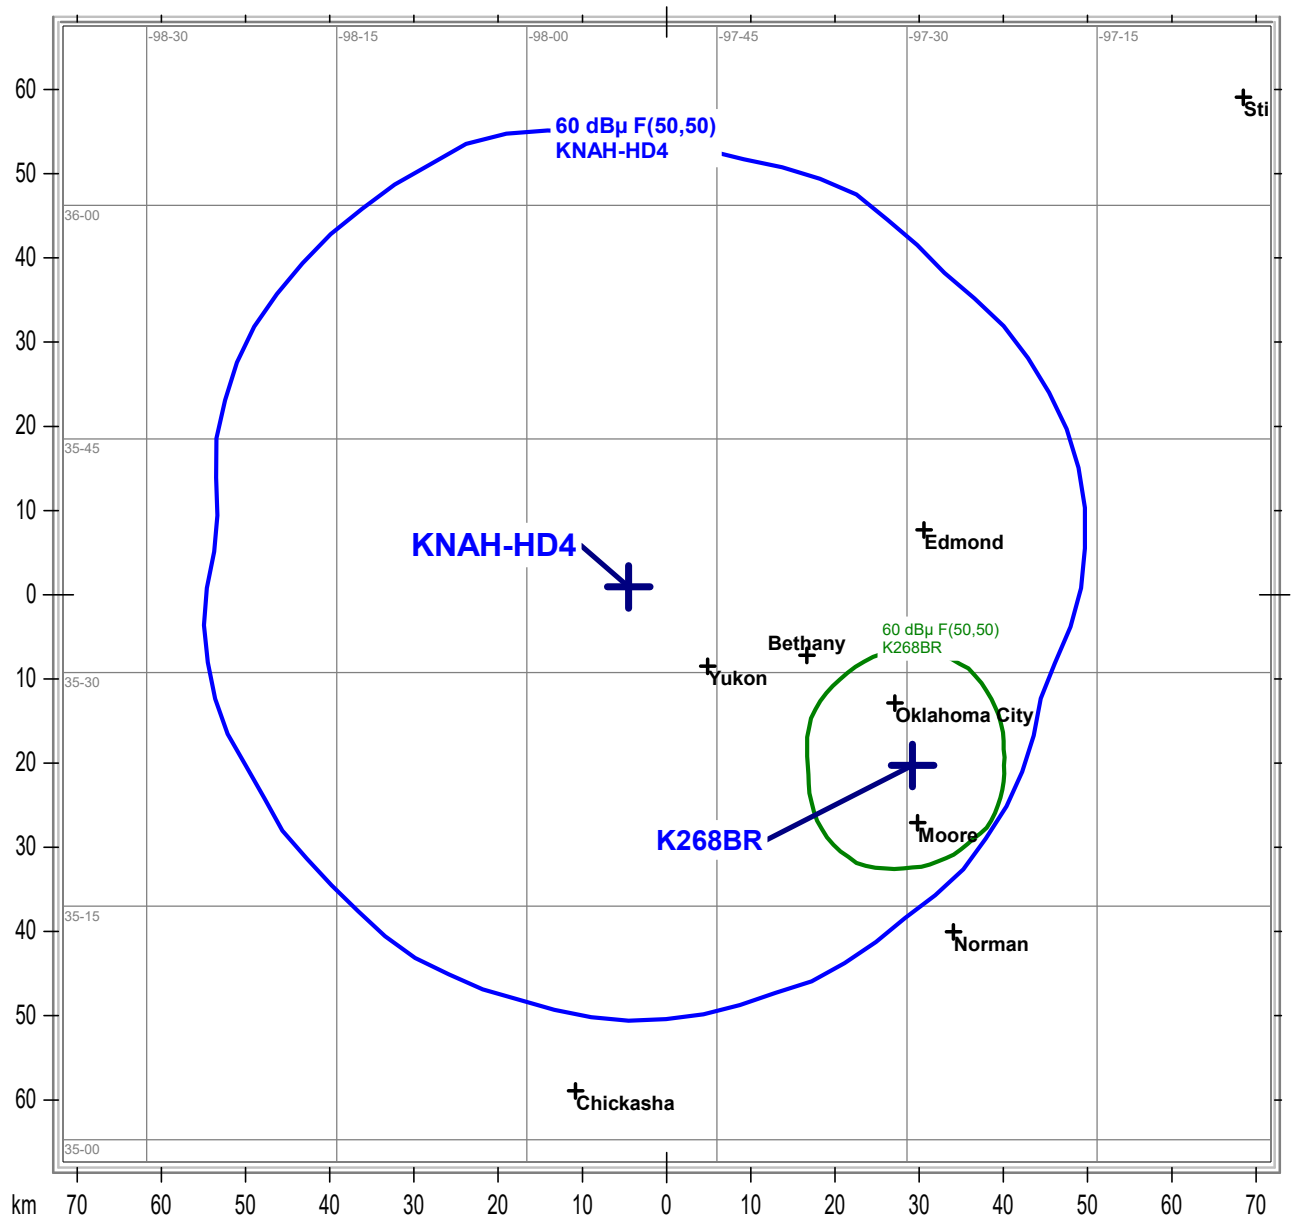 -98-30
-98-15
-98-00
-97-45
-97-30
-97-15
60
Sti
60 dBµ F(50,50)
KNAH-HD4
50
36-00
40
30
20
35-45
10
KNAH-HD4
Edmond
0
60 dBµ F(50,50)
K268BR
Bethany
Yukon
10
35-30
Oklahoma City
20
K268BR
Moore
30
35-15
40
Norman
50
60
Chickasha
35-00
km 70 60 50 40 30 20 10 0 10 20 30 40 50 60 70